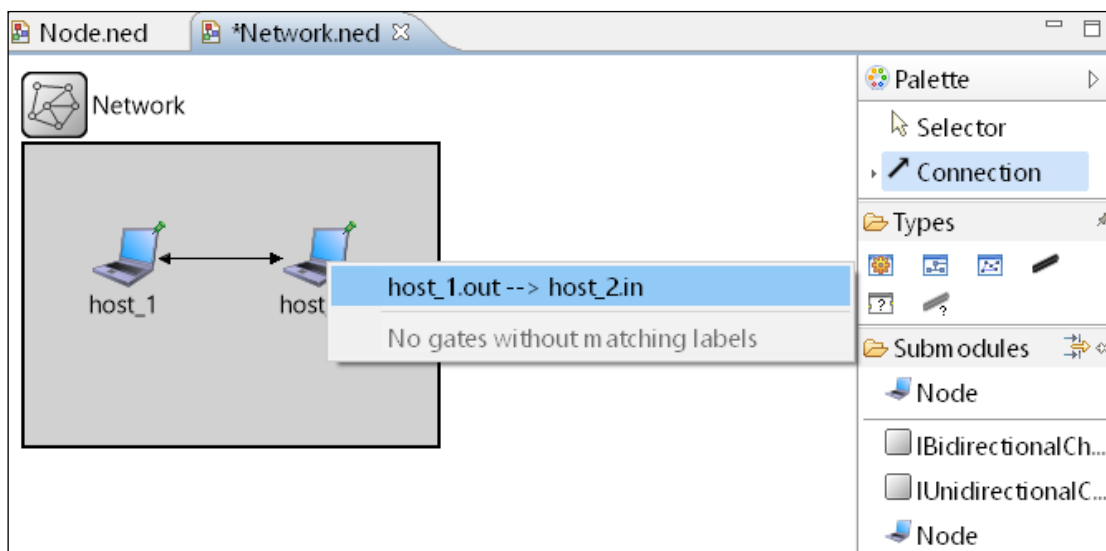 Node.ned
*Network.ned
Network
host_1
host
host_1.out --> host_2.in
No gates without matching labels
Palette
Selector
Connection
Types
Submodules
Node
IBidirectionalCh...
IUnidirectionalC...
Node